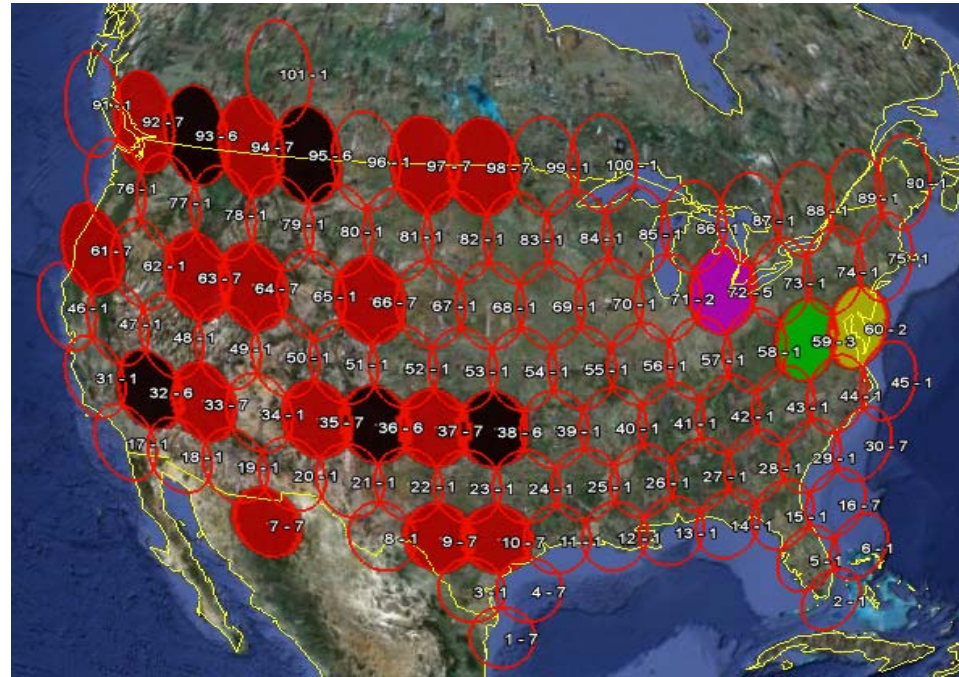 101 - 1
91 - 1
92 - 7
93 - 6
94 - 7
95 - 6
96 - 1
97 - 7
98 - 7
99 - 1
100 - 1
76 - 1
77 - 1
78 - 1
79 - 1
80 - 1
81 - 1
82 - 1
83 - 1
84 - 1
85 - 1
86 - 1
87 - 1
88 - 1
89 - 1
90 - 1
61 - 7
62 - 1
63 - 7
64 - 7
65 - 1
66 - 7
67 - 1
68 - 1
69 - 1
70 - 1
71 - 2
72 - 5
73 - 1
74 - 1
75 - 1
46 - 1
47 - 1
48 - 1
49 - 1
50 - 1
51 - 1
52 - 1
53 - 1
54 - 1
55 - 1
56 - 1
57 - 1
58 - 1
59 - 3
60 - 2
31 - 1
32 - 6
33 - 7
34 - 1
35 - 7
36 - 6
37 - 7
38 - 6
39 - 1
40 - 1
41 - 1
42 - 1
43 - 1
44 - 1
45 - 1
17 - 1
18 - 1
19 - 1
20 - 1
21 - 1
22 - 1
23 - 1
24 - 1
25 - 1
26 - 1
27 - 1
28 - 1
29 - 1
30 - 7
7 - 7
8 - 1
9 - 7
10 - 7
11 - 1
12 - 1
13 - 1
14 - 1
15 - 1
16 - 7
3 - 1
4 - 7
5 - 1
6 - 1
1 - 7
2 - 1